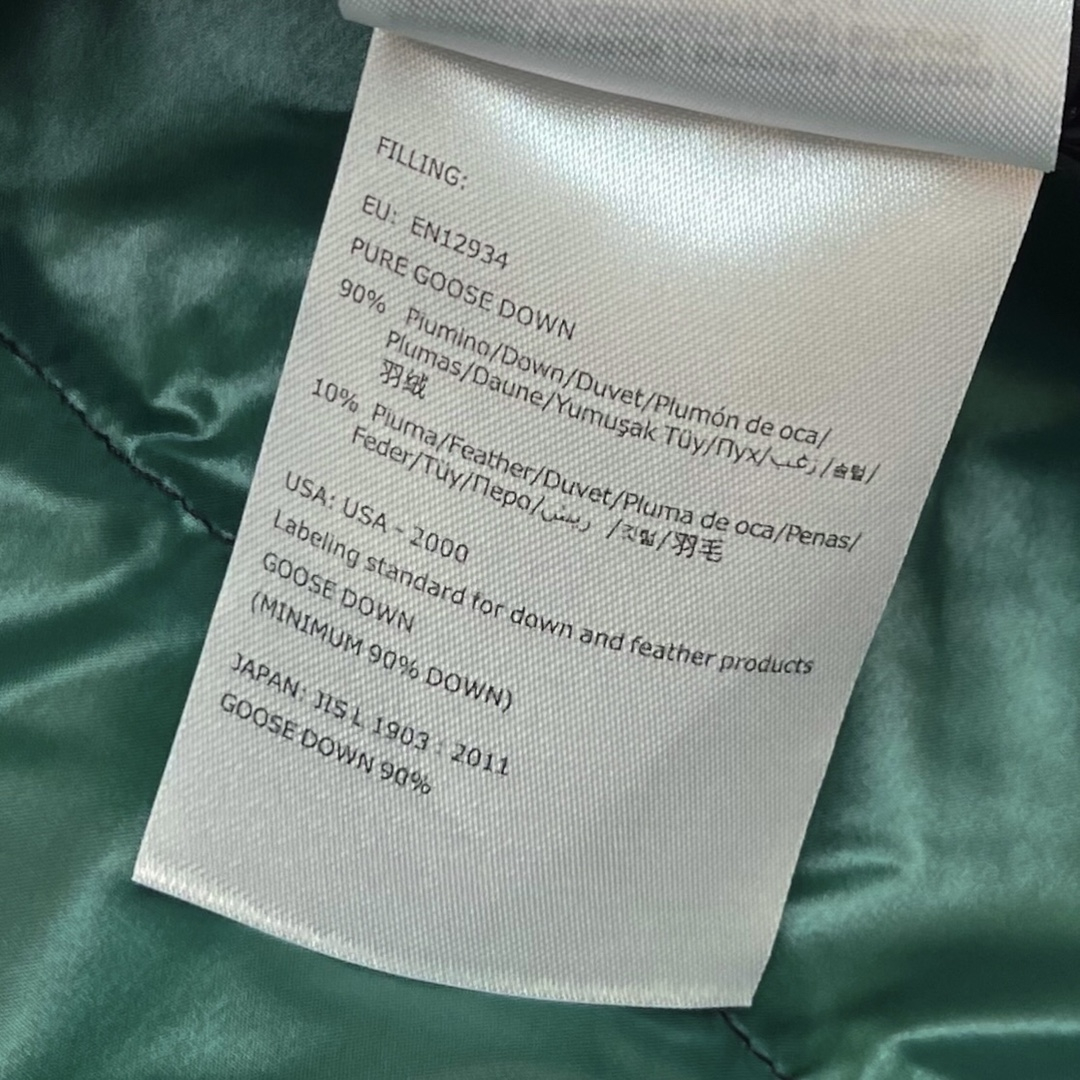 FILLING:
EU: EN12934
PURE GOOSE DOWN
90% Piumino/Down/Duvet/Plumón de oca/
Plumas/Daune/Yumuşak Tüy/Пух/زغب/솜털/
羽绒
10% Piuma/Feather/Duvet/Pluma de oca/Penas/
Feder/Tüy/Перо/ريش /깃털/羽毛
USA: USA - 2000
Labeling standard for down and feather products
GOOSE DOWN
(MINIMUM 90% DOWN)
JAPAN: JIS L 1903 : 2011
GOOSE DOWN 90%